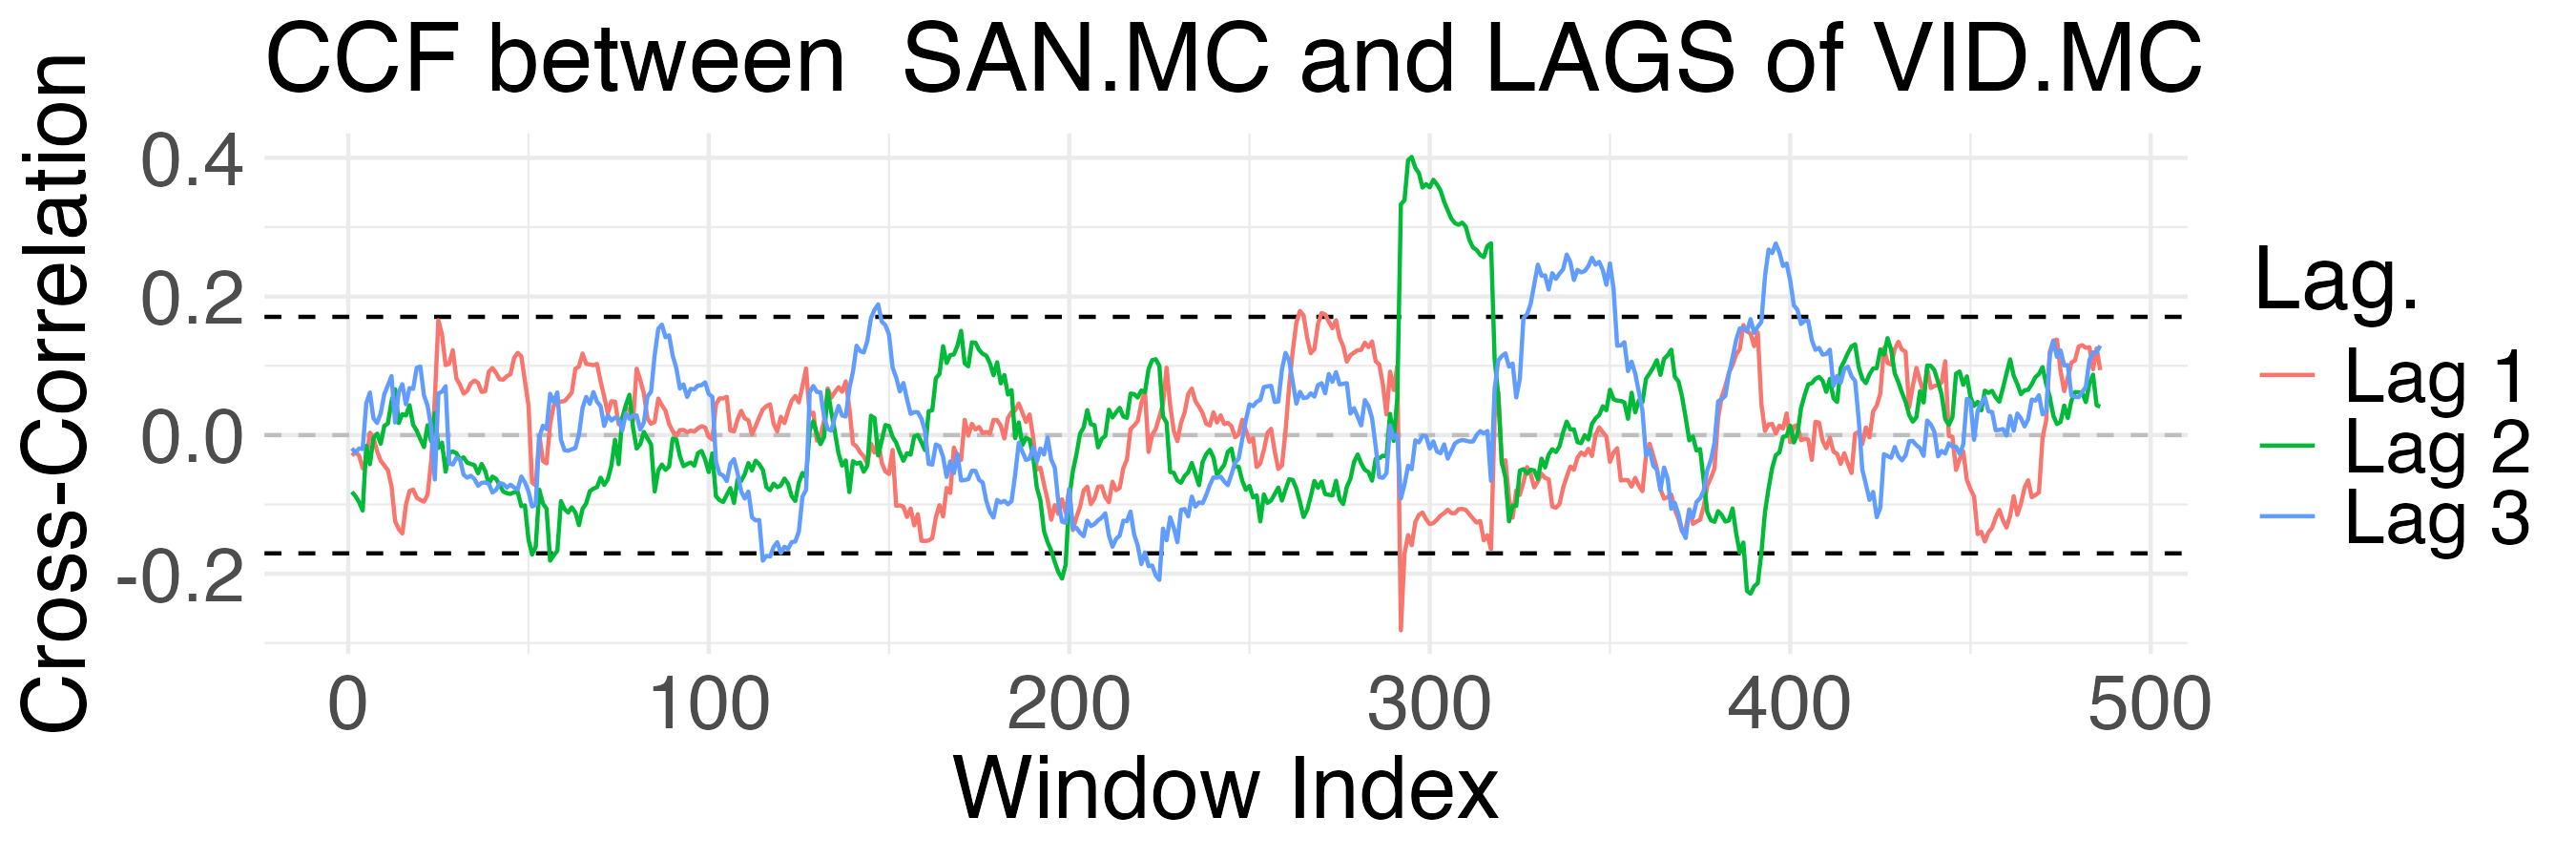 CCF between  SAN.MC and LAGS of VID.MC
Cross-Correlation
0.4
0.2
0.0
-0.2
0
100
200
300
400
500
Window Index
Lag.
Lag 1
Lag 2
Lag 3